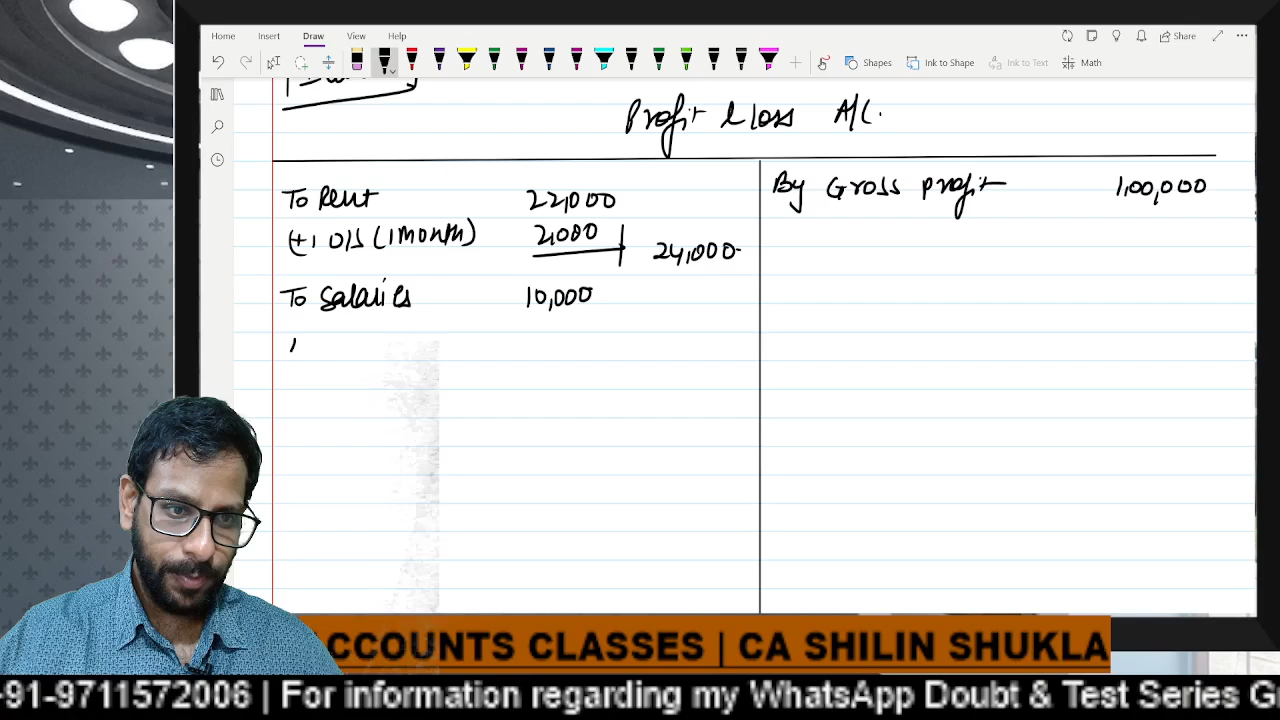 Home Insert Draw View Help
Share
Shapes Ink to Shape Ink to Text Math
Profit & Loss A/C.
To Rent 22,000
(+) O/S (1 Month) 2,000 24,000
To Salaries 10,000
By Gross Profit 1,00,000
ACCOUNTS CLASSES | CA SHILIN SHUKLA
-91-9711572006 | For information regarding my WhatsApp Doubt & Test Series G